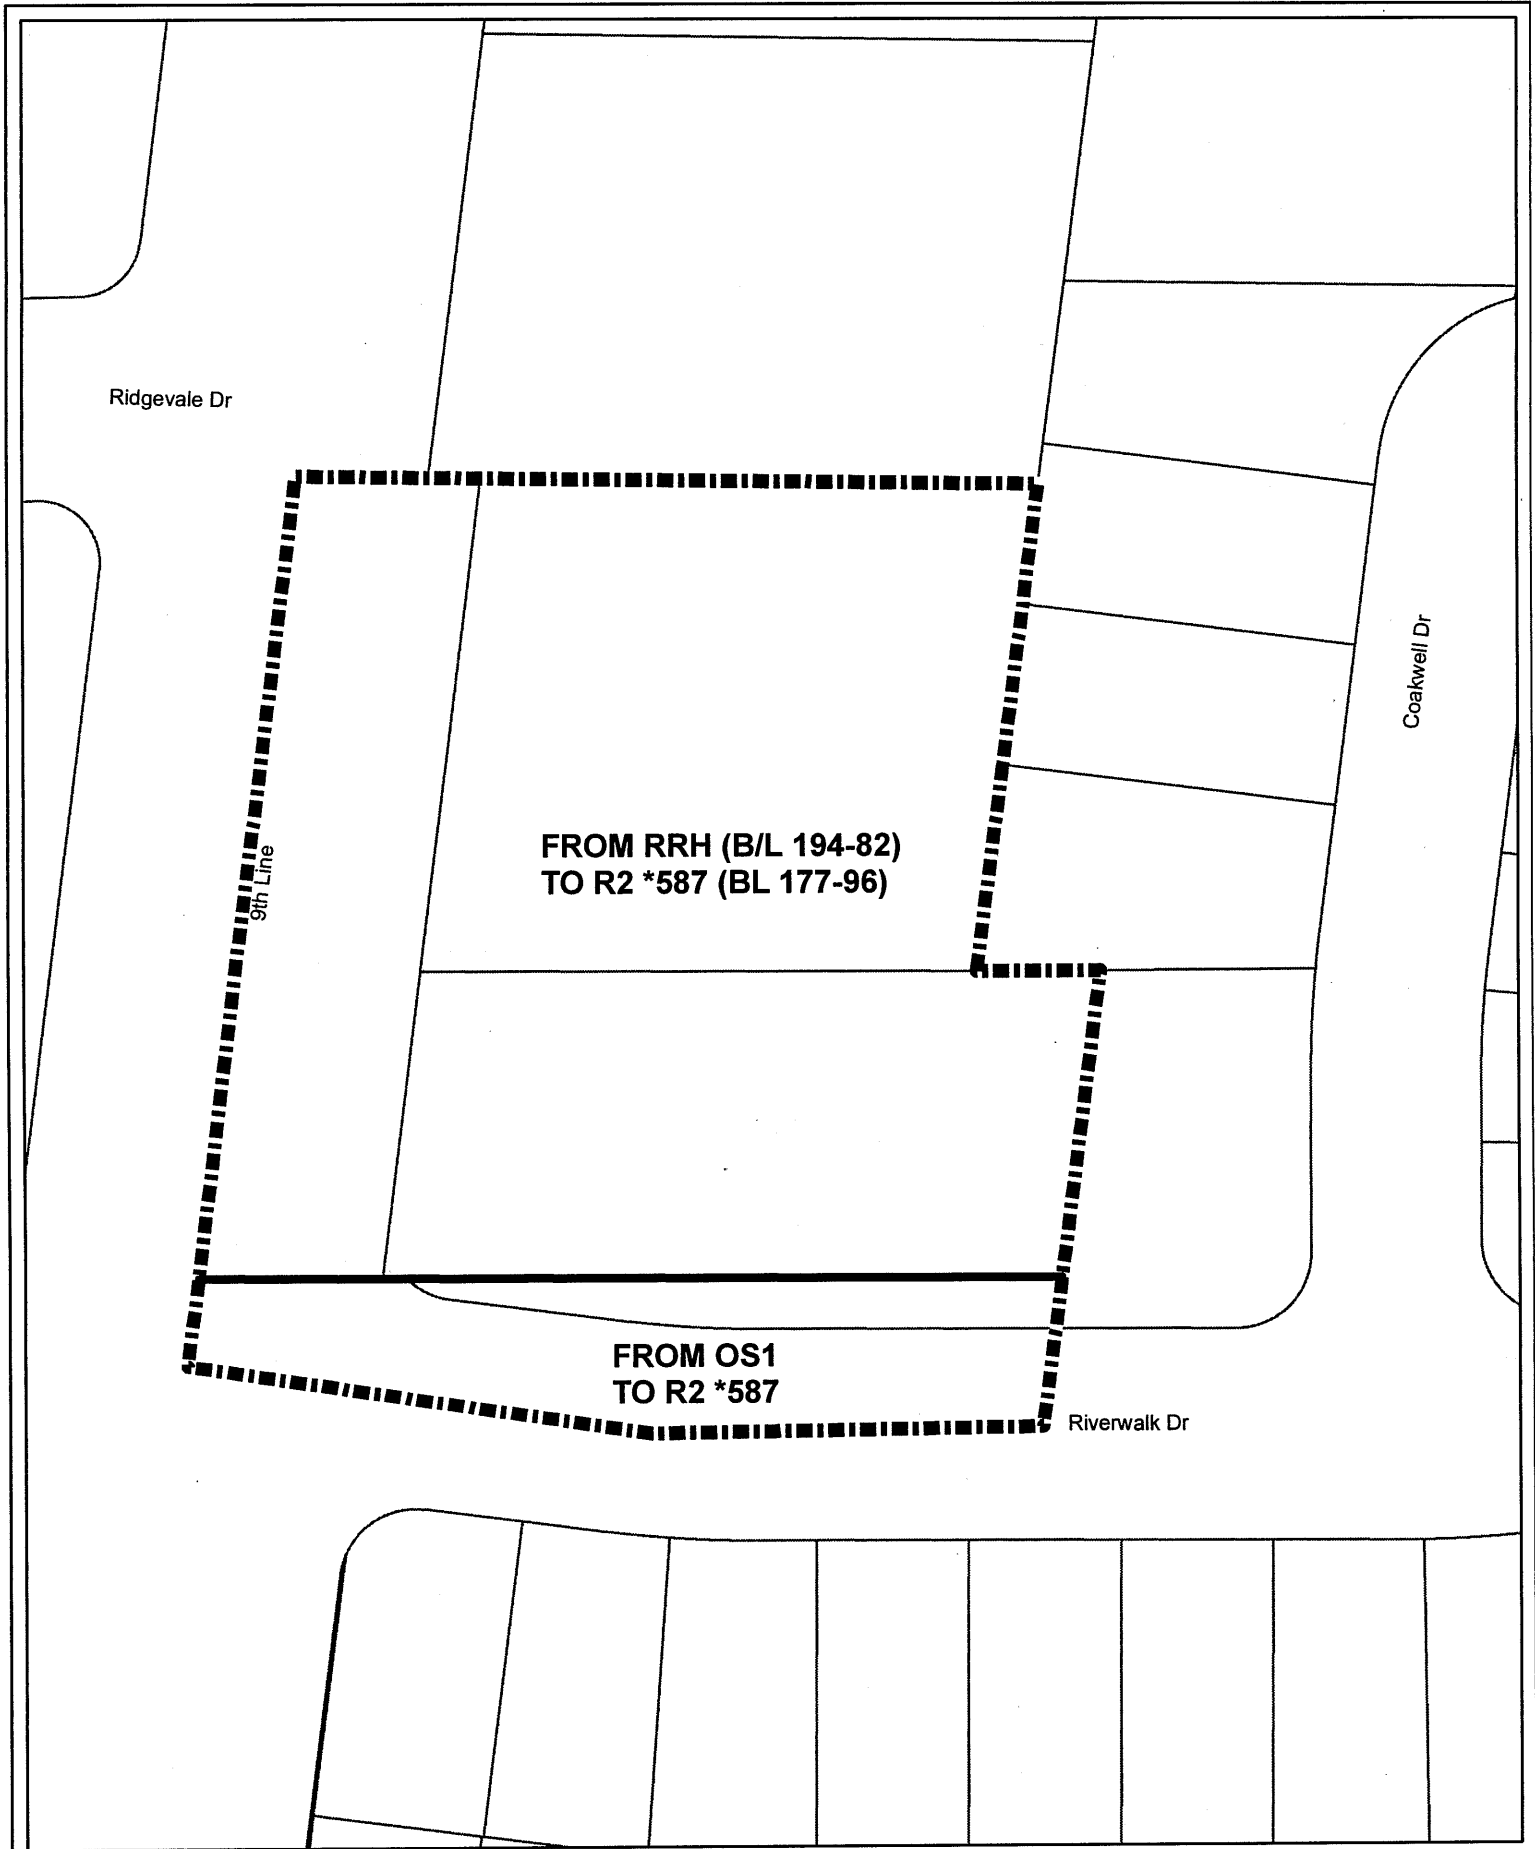 Ridgevale Dr
Coakwell Dr
FROM RRH (B/L 194-82)
TO R2 *587 (BL 177-96)
9th Line
FROM OS1
TO R2 *587
Riverwalk Dr